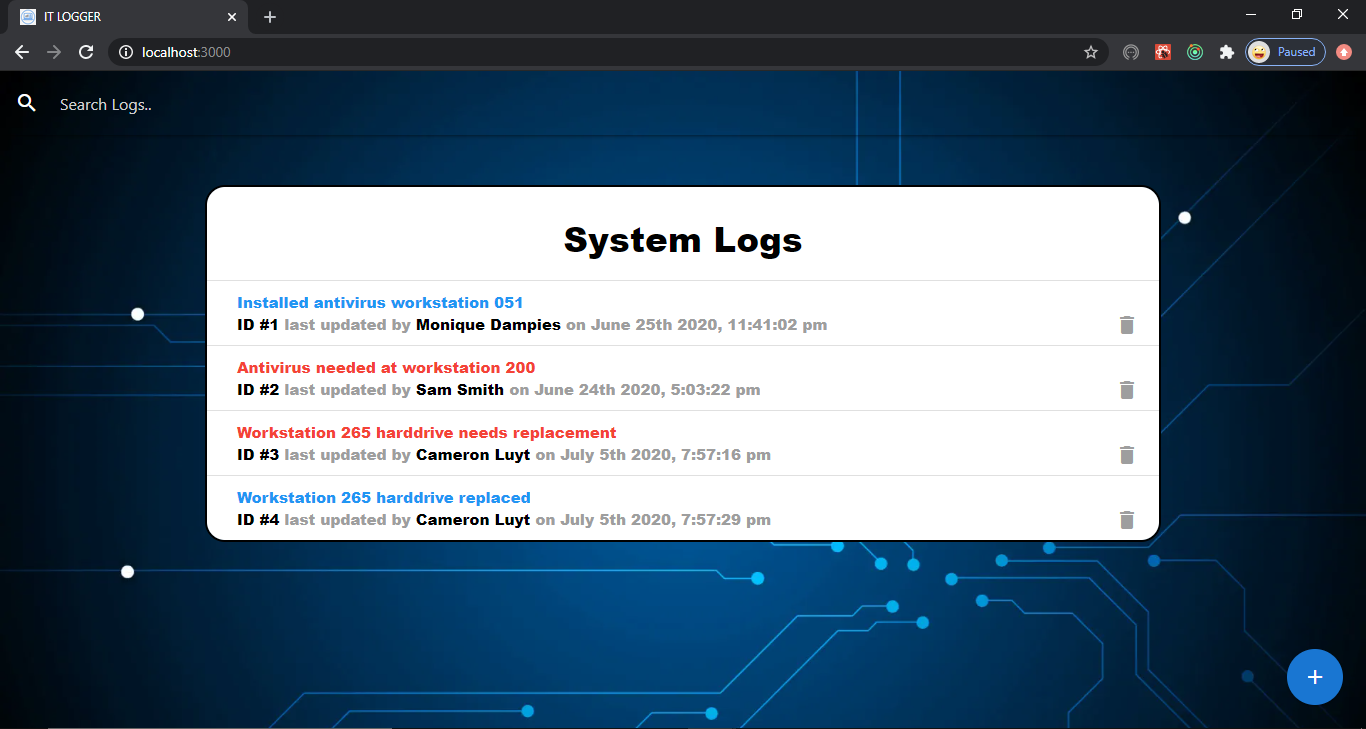 IT LOGGER
localhost:3000
Paused
Search Logs..
System Logs
Installed antivirus workstation 051
ID #1 last updated by Monique Dampies on June 25th 2020, 11:41:02 pm
Antivirus needed at workstation 200
ID #2 last updated by Sam Smith on June 24th 2020, 5:03:22 pm
Workstation 265 harddrive needs replacement
ID #3 last updated by Cameron Luyt on July 5th 2020, 7:57:16 pm
Workstation 265 harddrive replaced
ID #4 last updated by Cameron Luyt on July 5th 2020, 7:57:29 pm